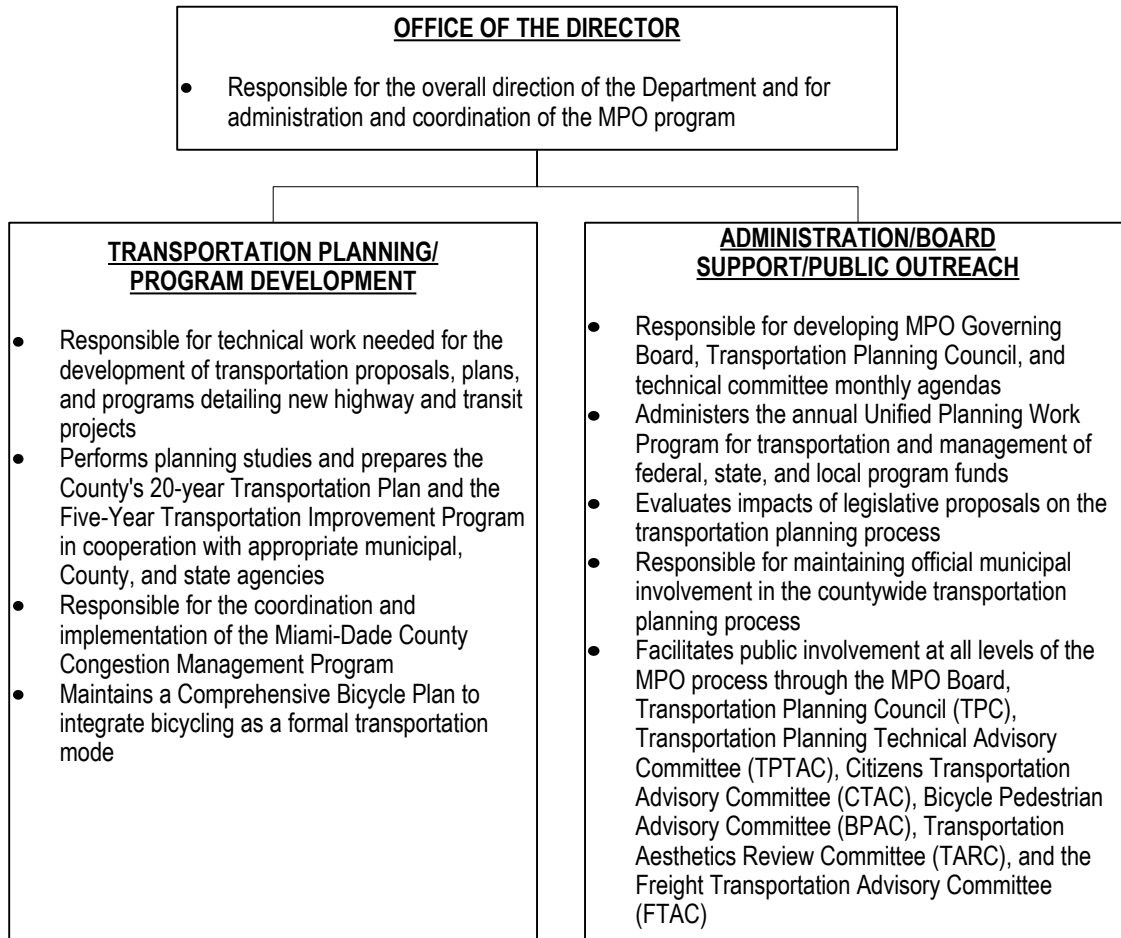 OFFICE OF THE DIRECTOR
• Responsible for the overall direction of the Department and for
administration and coordination of the MPO program
TRANSPORTATION PLANNING/
PROGRAM DEVELOPMENT
• Responsible for technical work needed for the
development of transportation proposals, plans,
and programs detailing new highway and transit
projects
• Performs planning studies and prepares the
County's 20-year Transportation Plan and the
Five-Year Transportation Improvement Program
in cooperation with appropriate municipal,
County, and state agencies
• Responsible for the coordination and
implementation of the Miami-Dade County
Congestion Management Program
• Maintains a Comprehensive Bicycle Plan to
integrate bicycling as a formal transportation
mode
ADMINISTRATION/BOARD
SUPPORT/PUBLIC OUTREACH
• Responsible for developing MPO Governing
Board, Transportation Planning Council, and
technical committee monthly agendas
• Administers the annual Unified Planning Work
Program for transportation and management of
federal, state, and local program funds
• Evaluates impacts of legislative proposals on the
transportation planning process
• Responsible for maintaining official municipal
involvement in the countywide transportation
planning process
• Facilitates public involvement at all levels of the
MPO process through the MPO Board,
Transportation Planning Council (TPC),
Transportation Planning Technical Advisory
Committee (TPTAC), Citizens Transportation
Advisory Committee (CTAC), Bicycle Pedestrian
Advisory Committee (BPAC), Transportation
Aesthetics Review Committee (TARC), and the
Freight Transportation Advisory Committee
(FTAC)